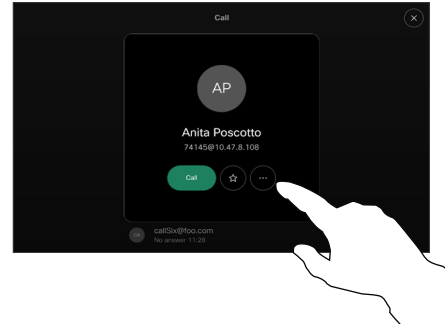 Call
AP
Anita Poscotto
74145@10.47.8.108
Call
callSix@foo.com
No answer 11:28